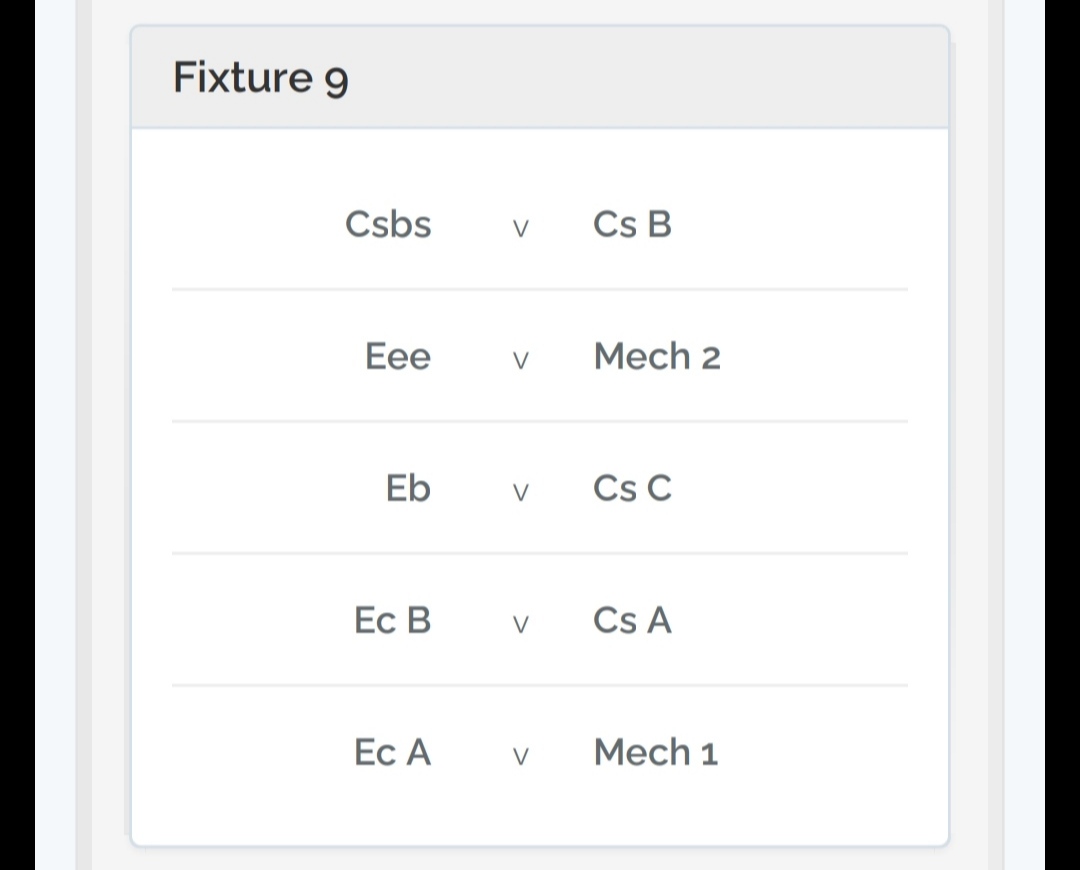 Fixture 9
Csbs v Cs B
Eee v Mech 2
Eb v Cs C
Ec B v Cs A
Ec A v Mech 1